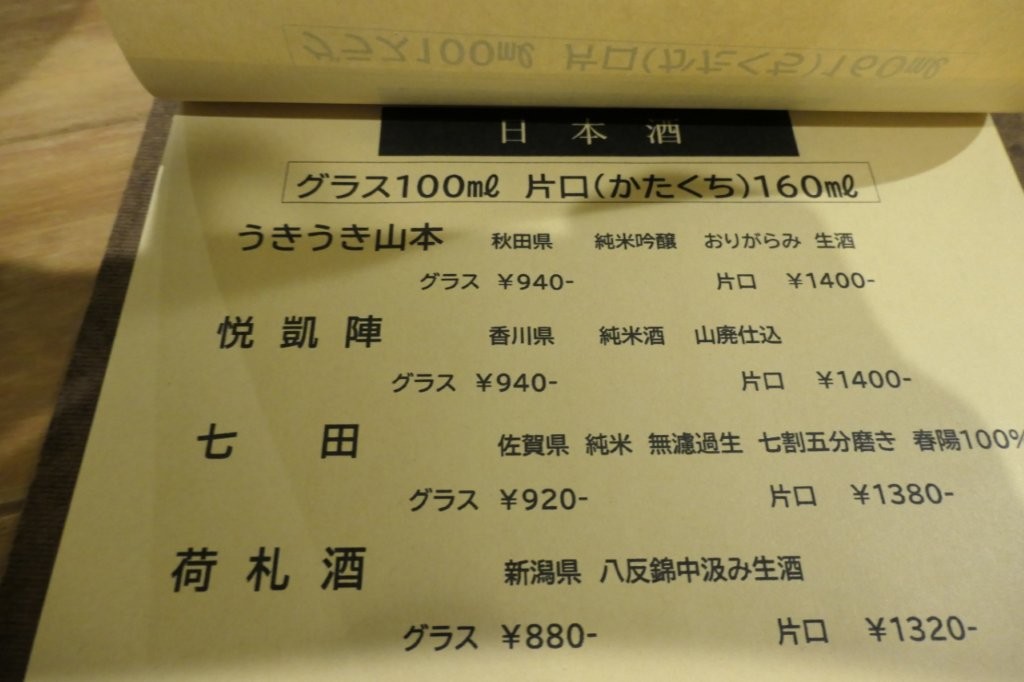 日本酒
グラス100㎖ 片口(かたくち)160㎖
うきうき山本 秋田県 純米吟醸 おりがらみ 生酒
グラス ¥940- 片口 ¥1400-
悦凱陣 香川県 純米酒 山廃仕込
グラス ¥940- 片口 ¥1400-
七田 佐賀県 純米 無濾過生 七割五分磨き 春陽100%
グラス ¥920- 片口 ¥1380-
荷札酒 新潟県 八反錦中汲み生酒
グラス ¥880- 片口 ¥1320-